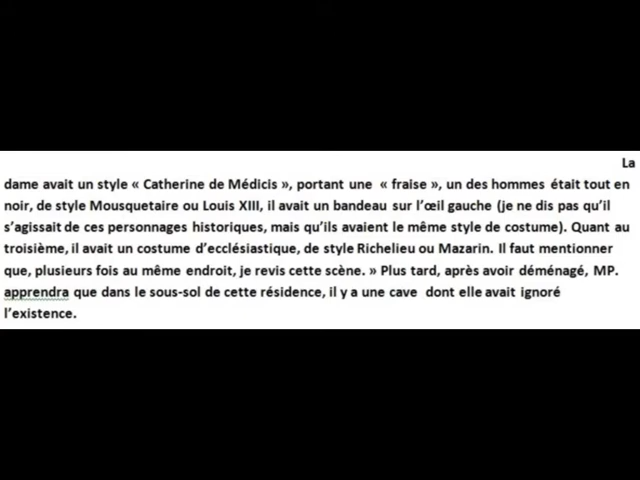 La
dame avait un style « Catherine de Médicis », portant une « fraise », un des hommes était tout en
noir, de style Mousquetaire ou Louis XIII, il avait un bandeau sur l’œil gauche (je ne dis pas qu’il
s’agissait de ces personnages historiques, mais qu’ils avaient le même style de costume). Quant au
troisième, il avait un costume d’ecclésiastique, de style Richelieu ou Mazarin. Il faut mentionner
que, plusieurs fois au même endroit, je revis cette scène. » Plus tard, après avoir déménagé, MP.
apprendra que dans le sous-sol de cette résidence, il y a une cave dont elle avait ignoré
l’existence.